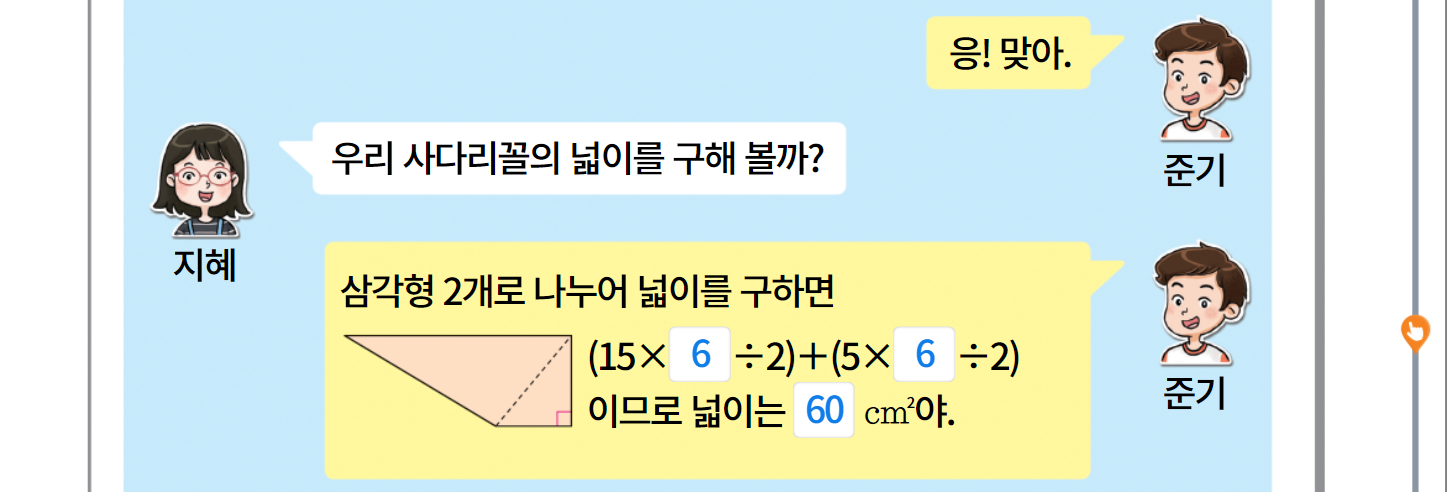 응! 맞아.
준기
우리 사다리꼴의 넓이를 구해 볼까?
지혜
삼각형 2개로 나누어 넓이를 구하면
(15× 6 ÷2)+(5× 6 ÷2)
이므로 넓이는 60 cm²야.
준기